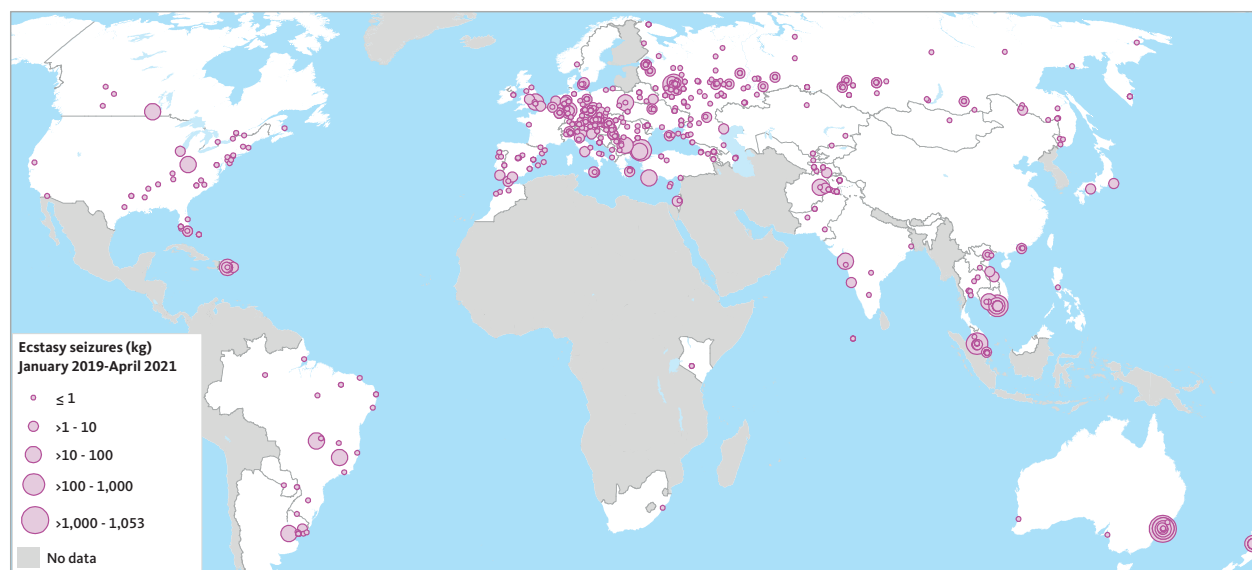 Ecstasy seizures (kg)
January 2019-April 2021
≤ 1
>1 - 10
>10 - 100
>100 - 1,000
>1,000 - 1,053
No data